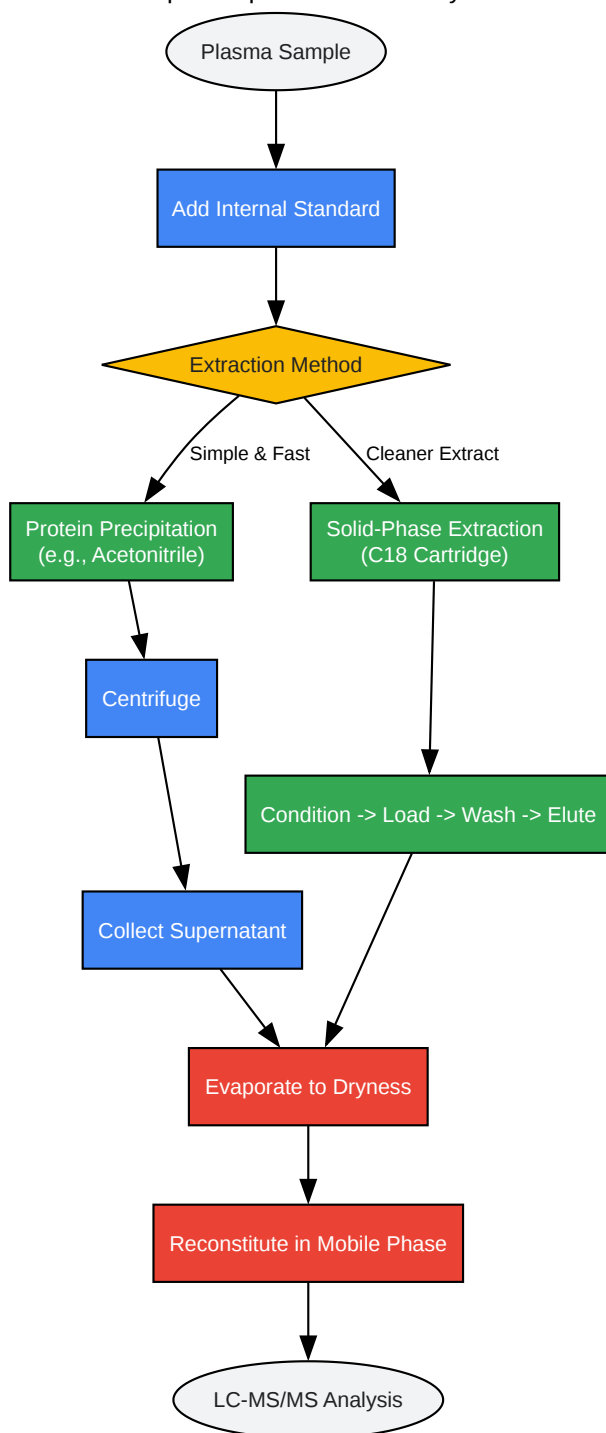 Plasma Sample
Add Internal Standard
Extraction Method
Simple & Fast
Cleaner Extract
Protein Precipitation
(e.g., Acetonitrile)
Solid-Phase Extraction
(C18 Cartridge)
Centrifuge
Condition -> Load -> Wash -> Elute
Collect Supernatant
Evaporate to Dryness
Reconstitute in Mobile Phase
LC-MS/MS Analysis